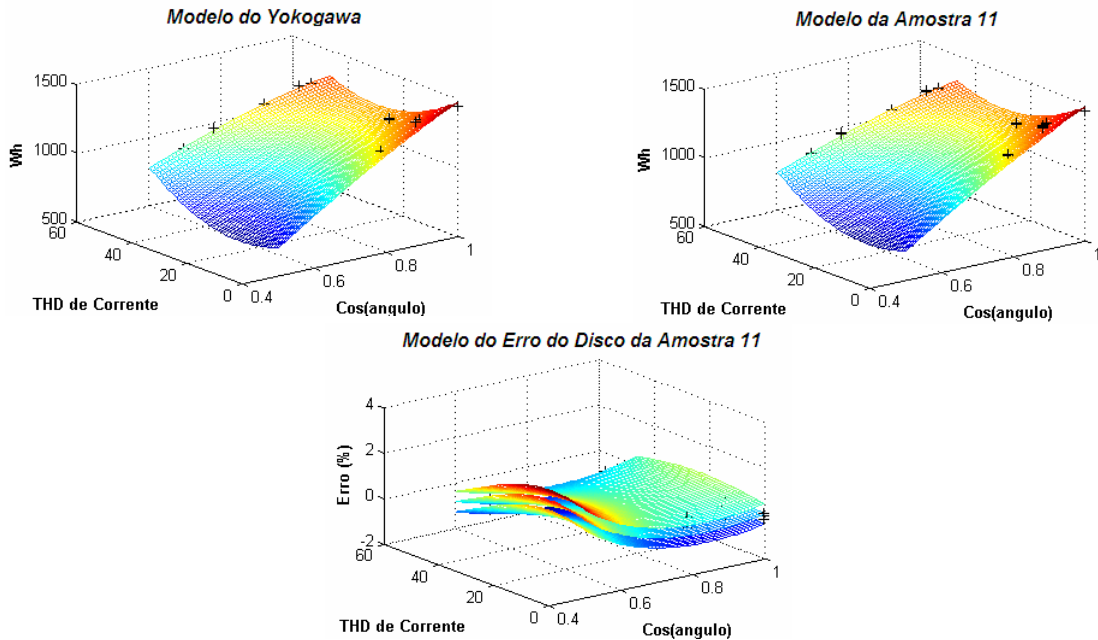 Modelo do Yokogawa
1500
1000
500
Wh
60
40
20
0
0.4
0.6
0.8
1
THD de Corrente
Cos(angulo)
Modelo da Amostra 11
1500
1000
500
Wh
60
40
20
0
0.4
0.6
0.8
1
THD de Corrente
Cos(angulo)
Modelo do Erro do Disco da Amostra 11
4
2
0
-2
Erro (%)
60
40
20
0
0.4
0.6
0.8
1
THD de Corrente
Cos(angulo)